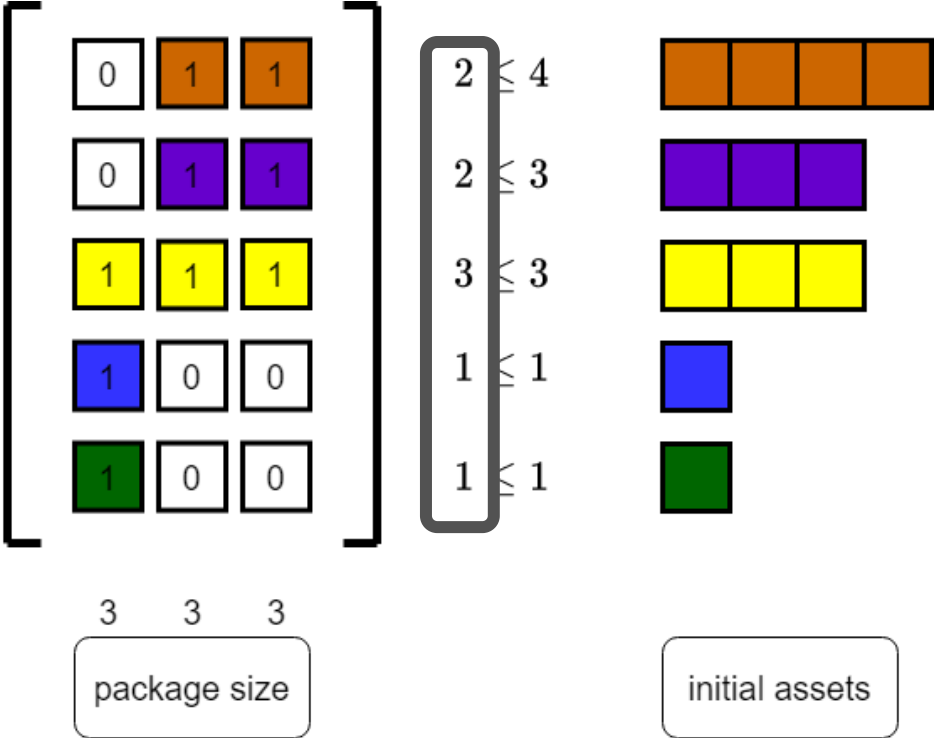 0 1 1 2 ≤ 4
0 1 1 2 ≤ 3
1 1 1 3 ≤ 3
1 0 0 1 ≤ 1
1 0 0 1 ≤ 1
3 3 3
package size initial assets